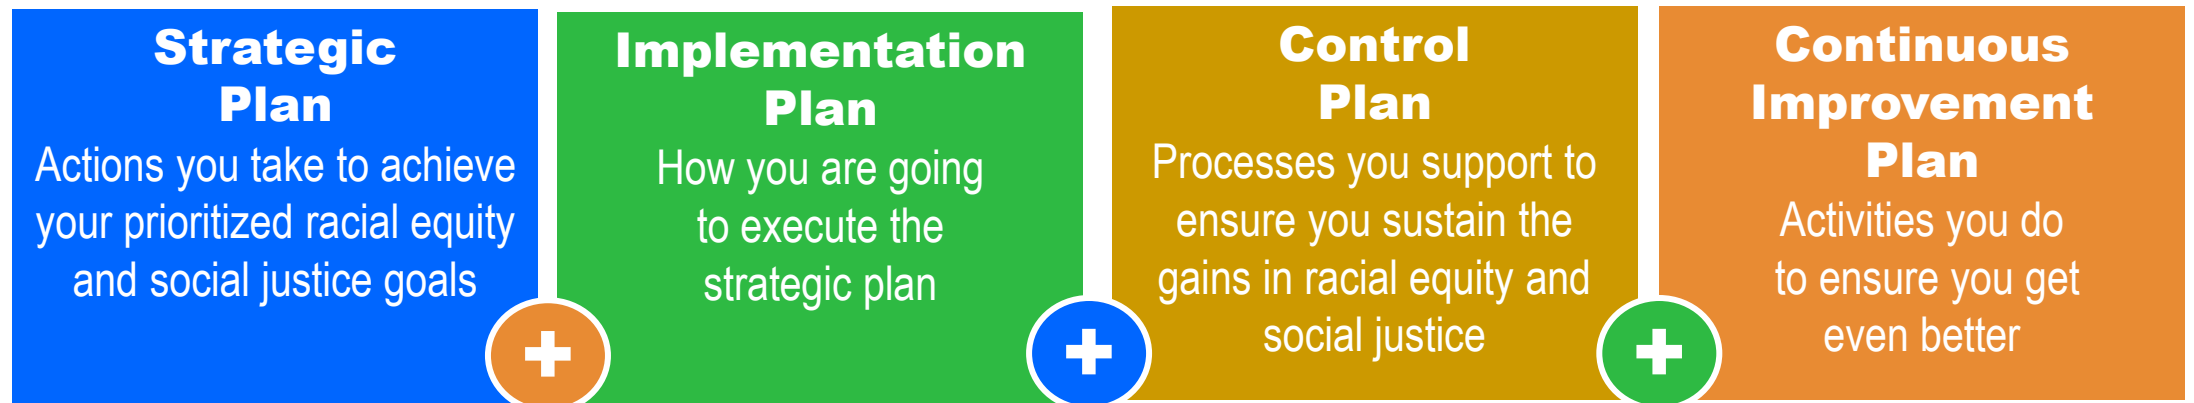 Strategic
Plan
Actions you take to achieve
your prioritized racial equity
and social justice goals
+
Implementation
Plan
How you are going
to execute the
strategic plan
+
Control
Plan
Processes you support to
ensure you sustain the
gains in racial equity and
social justice
+
Continuous
Improvement
Plan
Activities you do
to ensure you get
even better